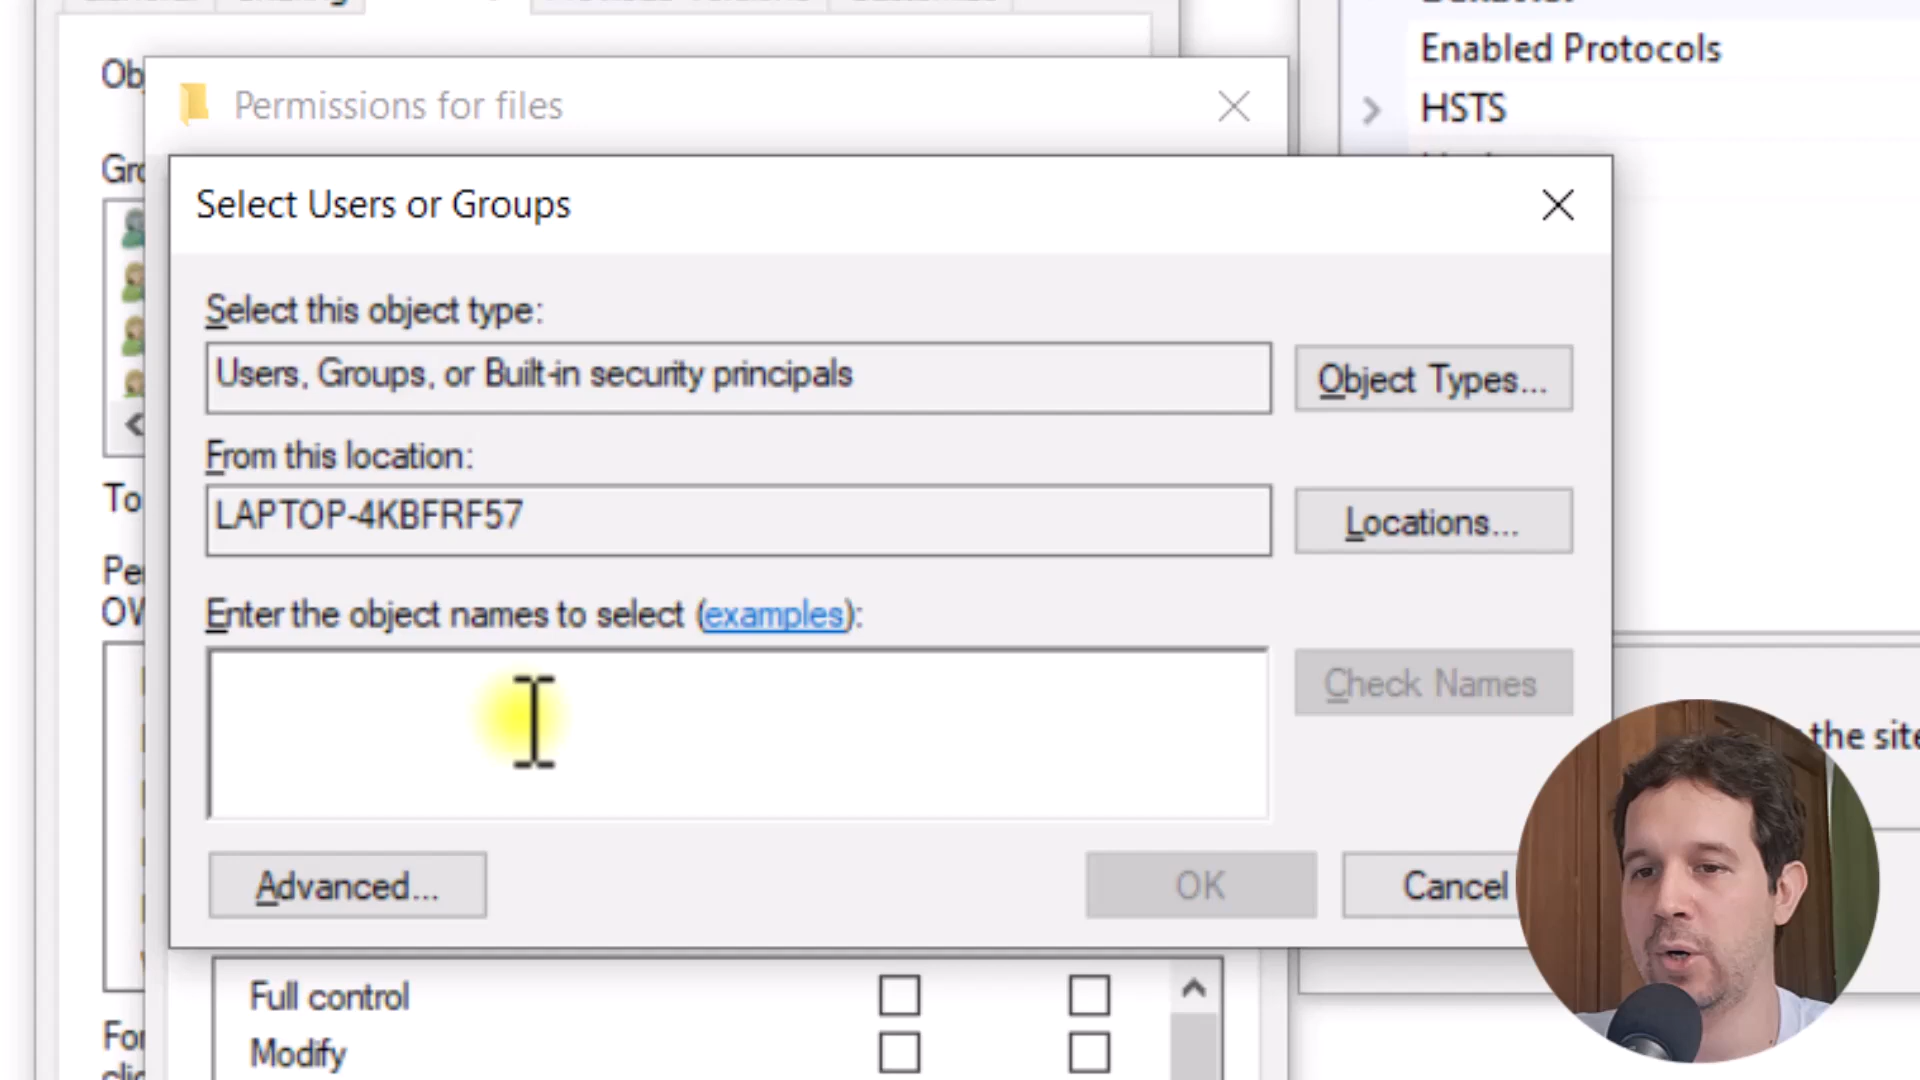 Enabled Protocols
Permissions for files
HSTS
Select Users or Groups
Select this object type:
Users, Groups, or Built-in security principals
Object Types...
From this location:
LAPTOP-4KBFRF57
Locations...
To
Enter the object names to select (examples):
Check Names
the site
Advanced...
OK
Cancel
Full control
Modify